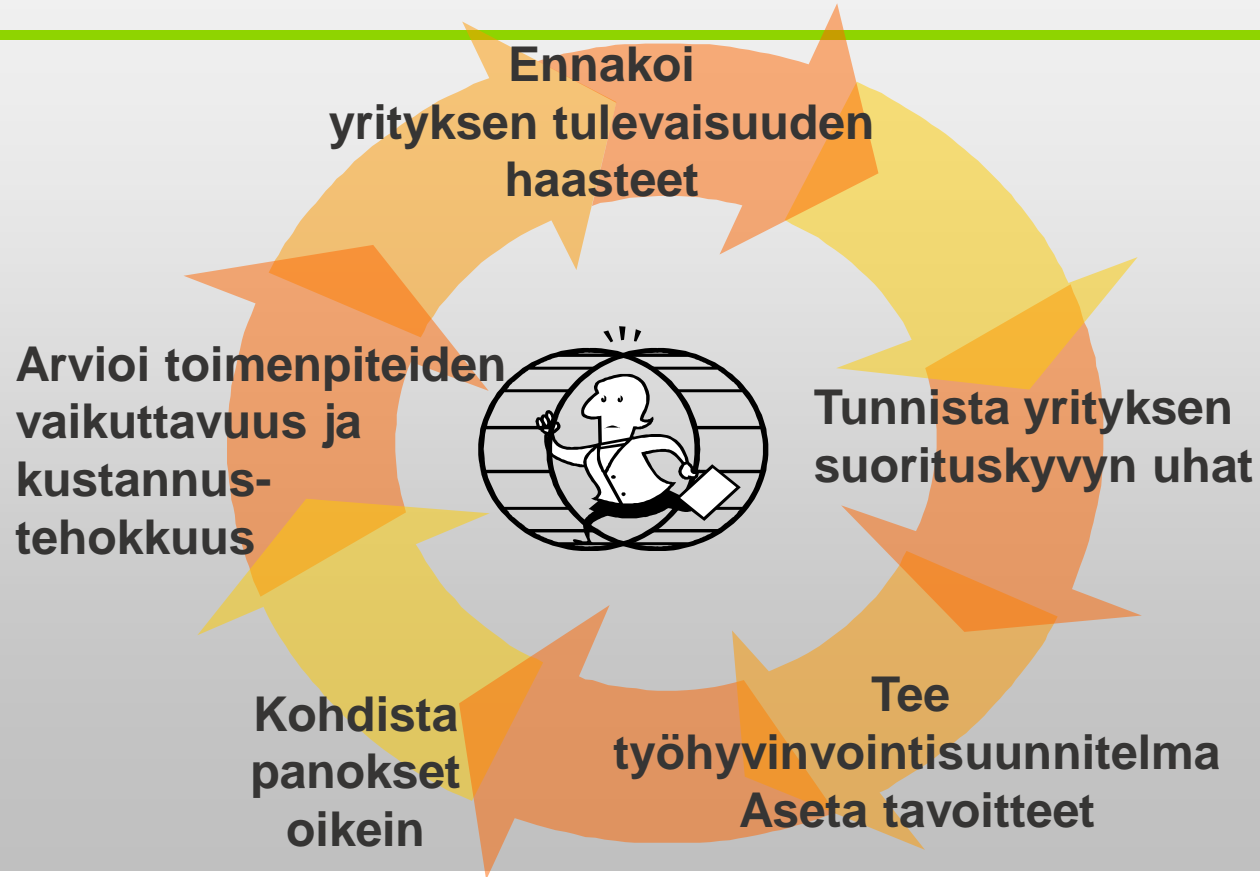 Ennakoi
yrityksen tulevaisuuden
haasteet
Tunnista yrityksen
suorituskyvyn uhat
Tee
työhyvinvointisuunnitelma
Aseta tavoitteet
Kohdista
panokset
oikein
Arvioi toimenpiteiden
vaikuttavuus ja
kustannus-
tehokkuus